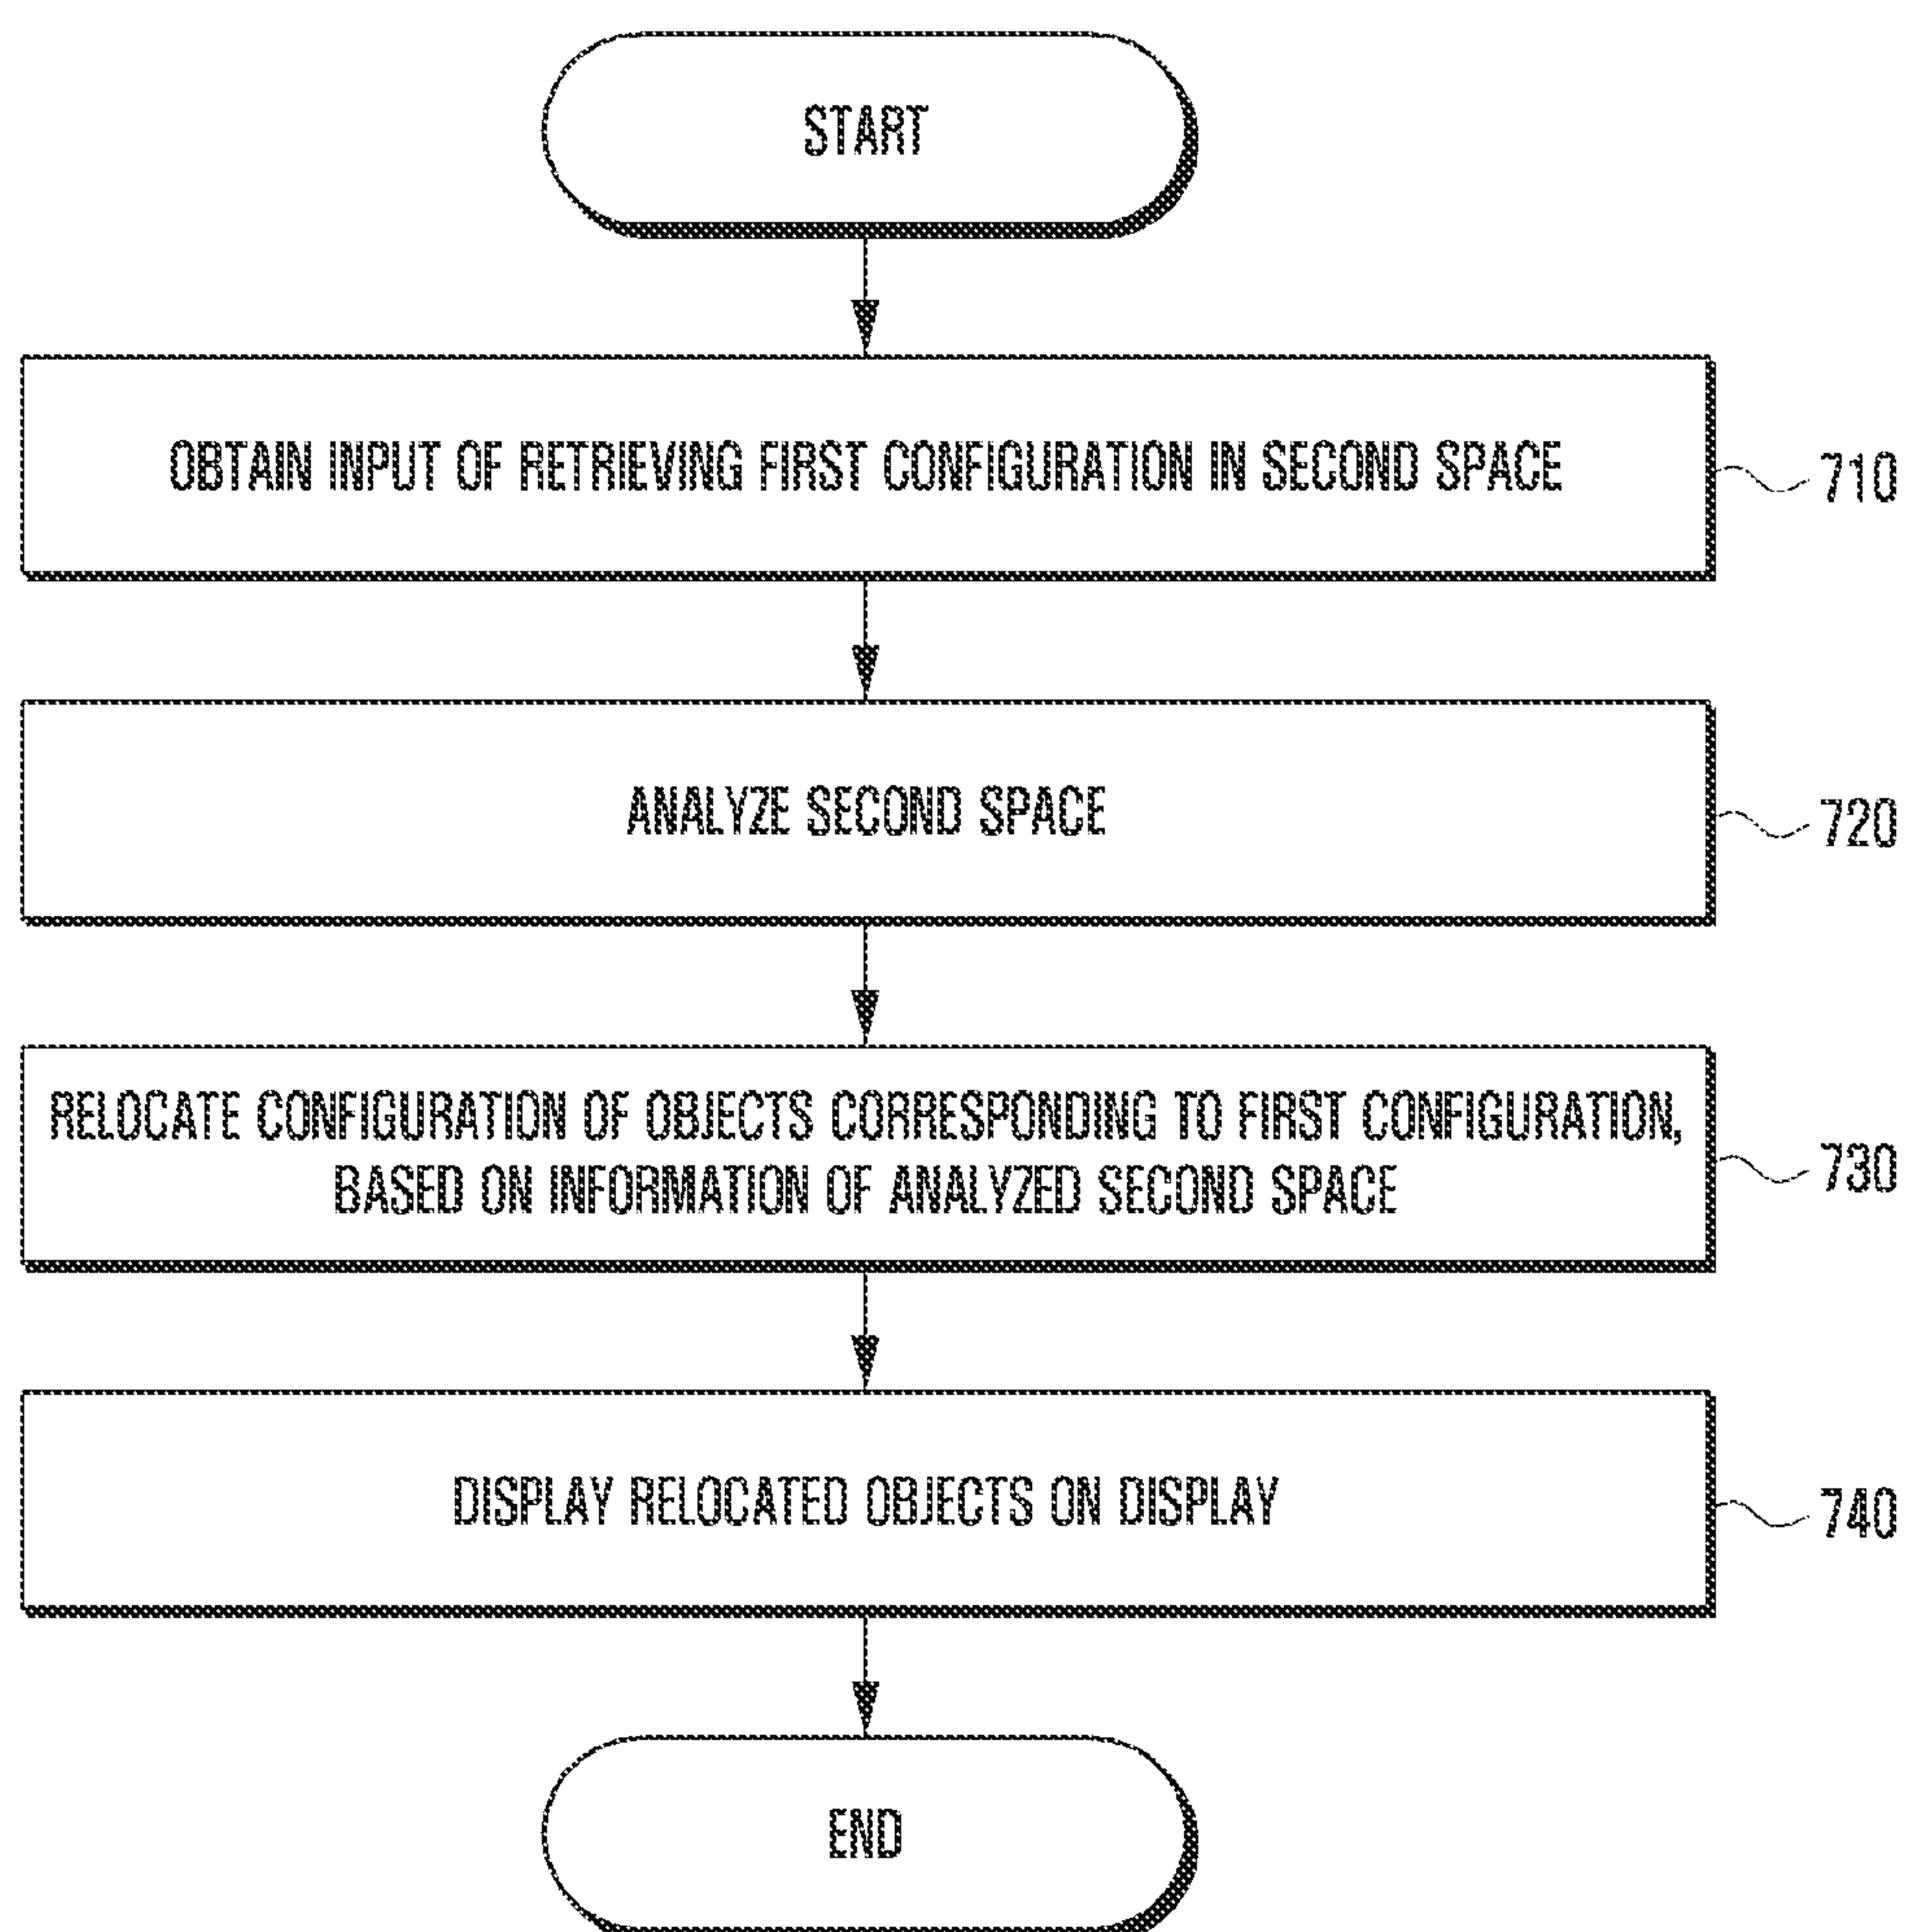 START
OBTAIN INPUT OF RETRIEVING FIRST CONFIGURATION IN SECOND SPACE
710
ANALYZE SECOND SPACE
720
RELOCATE CONFIGURATION OF OBJECTS CORRESPONDING TO FIRST CONFIGURATION,
BASED ON INFORMATION OF ANALYZED SECOND SPACE
730
DISPLAY RELOCATED OBJECTS ON DISPLAY
740
END